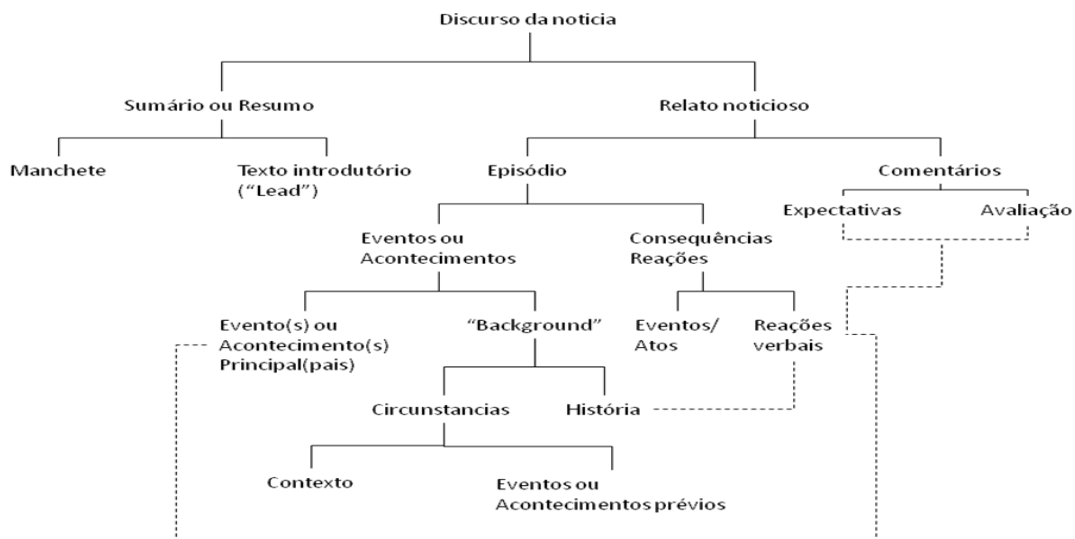 Discurso da noticia
Sumário ou Resumo
Relato noticioso
Manchete
Texto introdutório
(“Lead”)
Episódio
Comentários
Expectativas
Avaliação
Eventos ou
Acontecimentos
Consequências
Reações
Evento(s) ou
Acontecimento(s)
Principal(pais)
“Background”
Eventos/
Atos
Reações
verbais
Circunstancias
História
Contexto
Eventos ou
Acontecimentos prévios